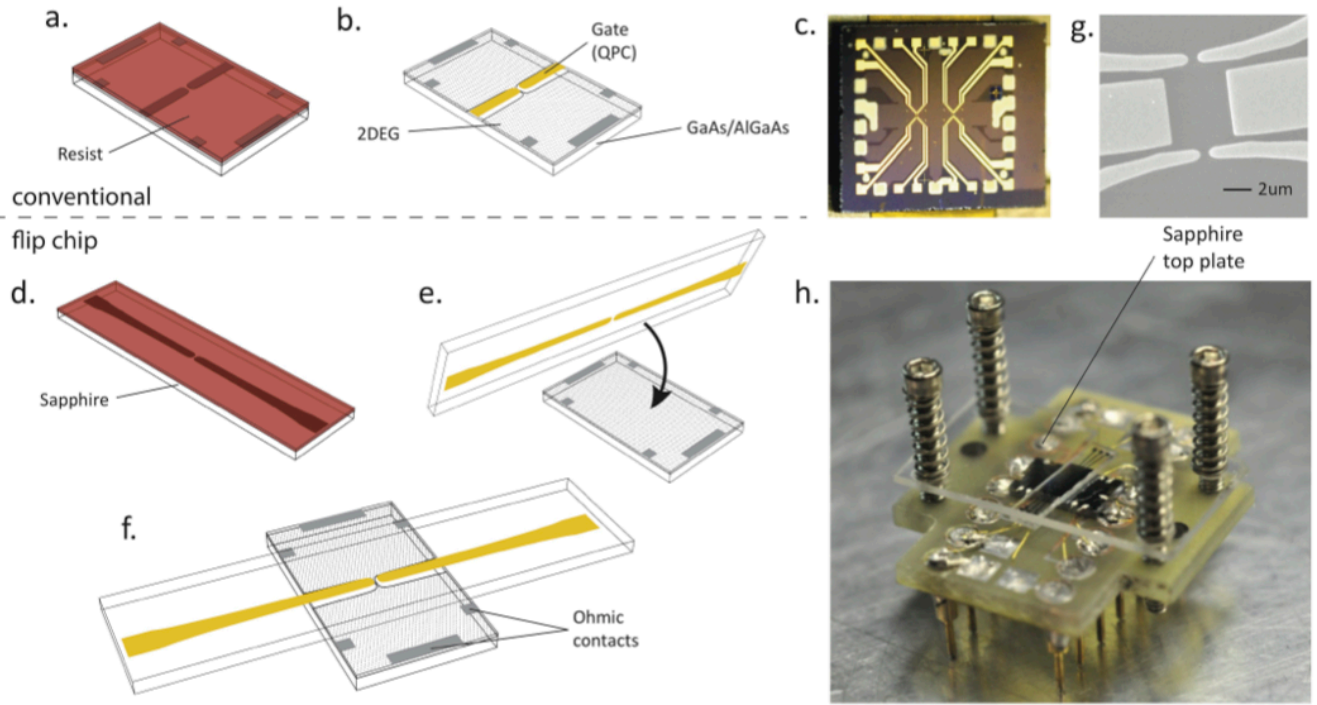 a.
b.
Gate
(QPC)
c.
g.
2DEG
GaAs/AlGaAs
Resist
2um
conventional
flip chip
Sapphire
top plate
d.
e.
h.
Sapphire
f.
Ohmic
contacts